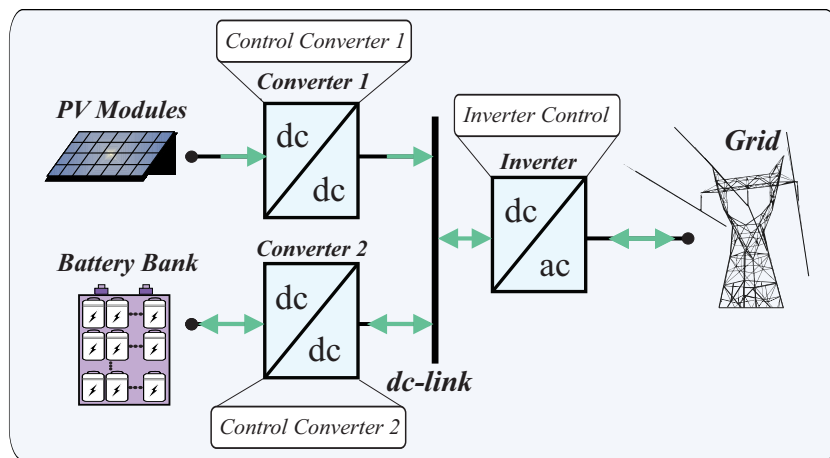 Control Converter 1
Converter 1
PV Modules
dc
dc
Inverter Control
Inverter
Grid
dc
ac
Battery Bank
Converter 2
dc
dc
dc-link
Control Converter 2